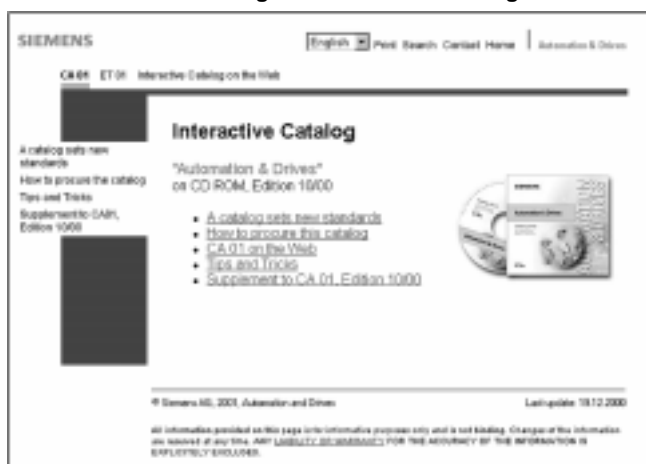 SIEMENS
English Print Search Contact Home Automation & Drives
CA 01 ET 01 Interactive Catalog on the Web
Interactive Catalog
A catalog sets new
standards
How to procure the catalog
Tips and Tricks
Supplement to CA01,
Edition 10/00
"Automation & Drives"
on CD ROM, Edition 10/00
A catalog sets new standards
How to procure this catalog
CA 01 on the Web
Tips and Tricks
Supplement to CA 01, Edition 10/00
© Siemens AG, 2001, Automation and Drives Last update: 19.12.2000
All information provided on this page is for informative purposes only and is not binding. Changes of the information
are reserved at any time. ANY LIABILITY OR WARRANTY FOR THE ACCURACY OF THE INFORMATION IS
EXPLICITELY EXCLUDED.